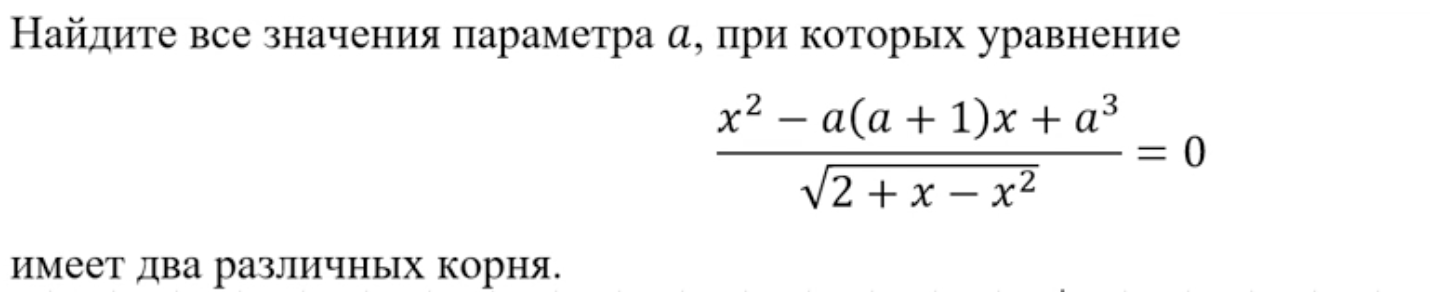 Найдите все значения параметра a, при которых уравнение
x² − a(a + 1)x + a³
√(2 + x − x²)
= 0
имеет два различных корня.